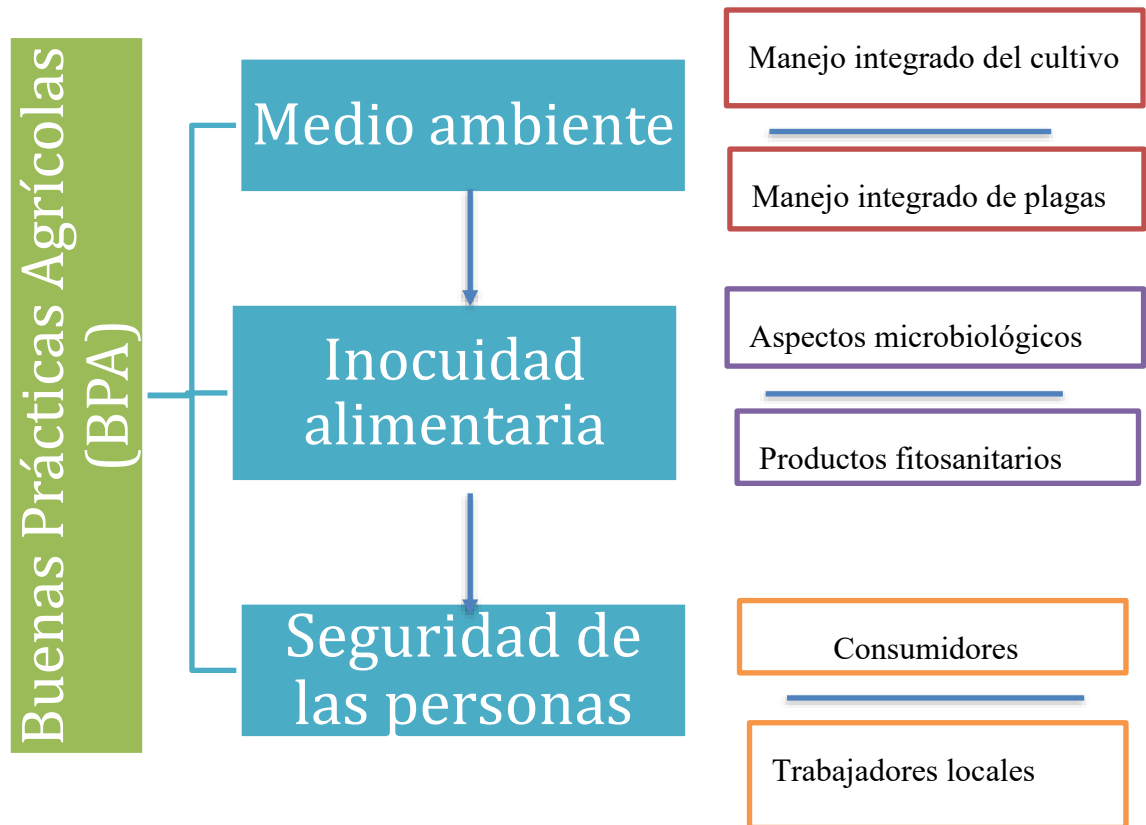 Buenas Prácticas Agrícolas
(BPA)
Medio ambiente
Manejo integrado del cultivo
Manejo integrado de plagas
Inocuidad
alimentaria
Aspectos microbiológicos
Productos fitosanitarios
Seguridad de
las personas
Consumidores
Trabajadores locales